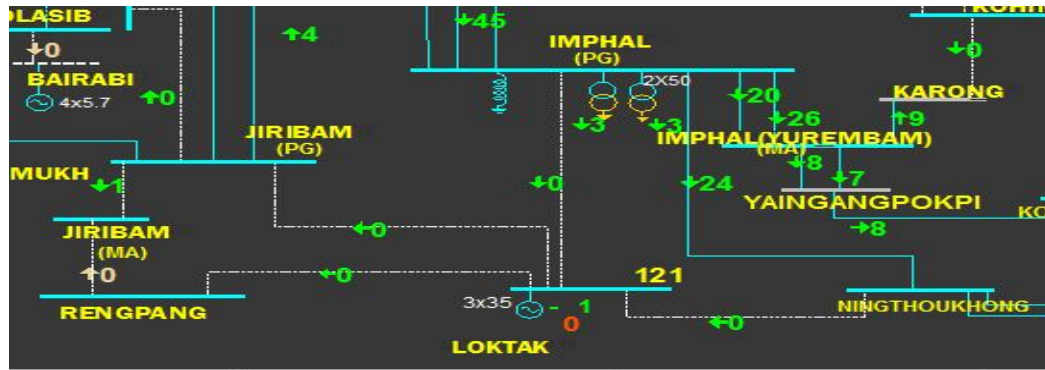 OLASIB
45
KOHI
4
IMPHAL
(PG)
0
0
BAIRABI
2X50
4x5.7
0
20
KARONG
3
3
26
9
JIRIBAM
(PG)
IMPHAL(YUREMBAM)
(MA)
8
MUKH
1
0
24
7
YAINGANGPOKPI
KO
JIRIBAM
0
8
(MA)
0
0
121
3x35
- 1
RENGPANG
0
0
NINGTHOUKHONG
LOKTAK